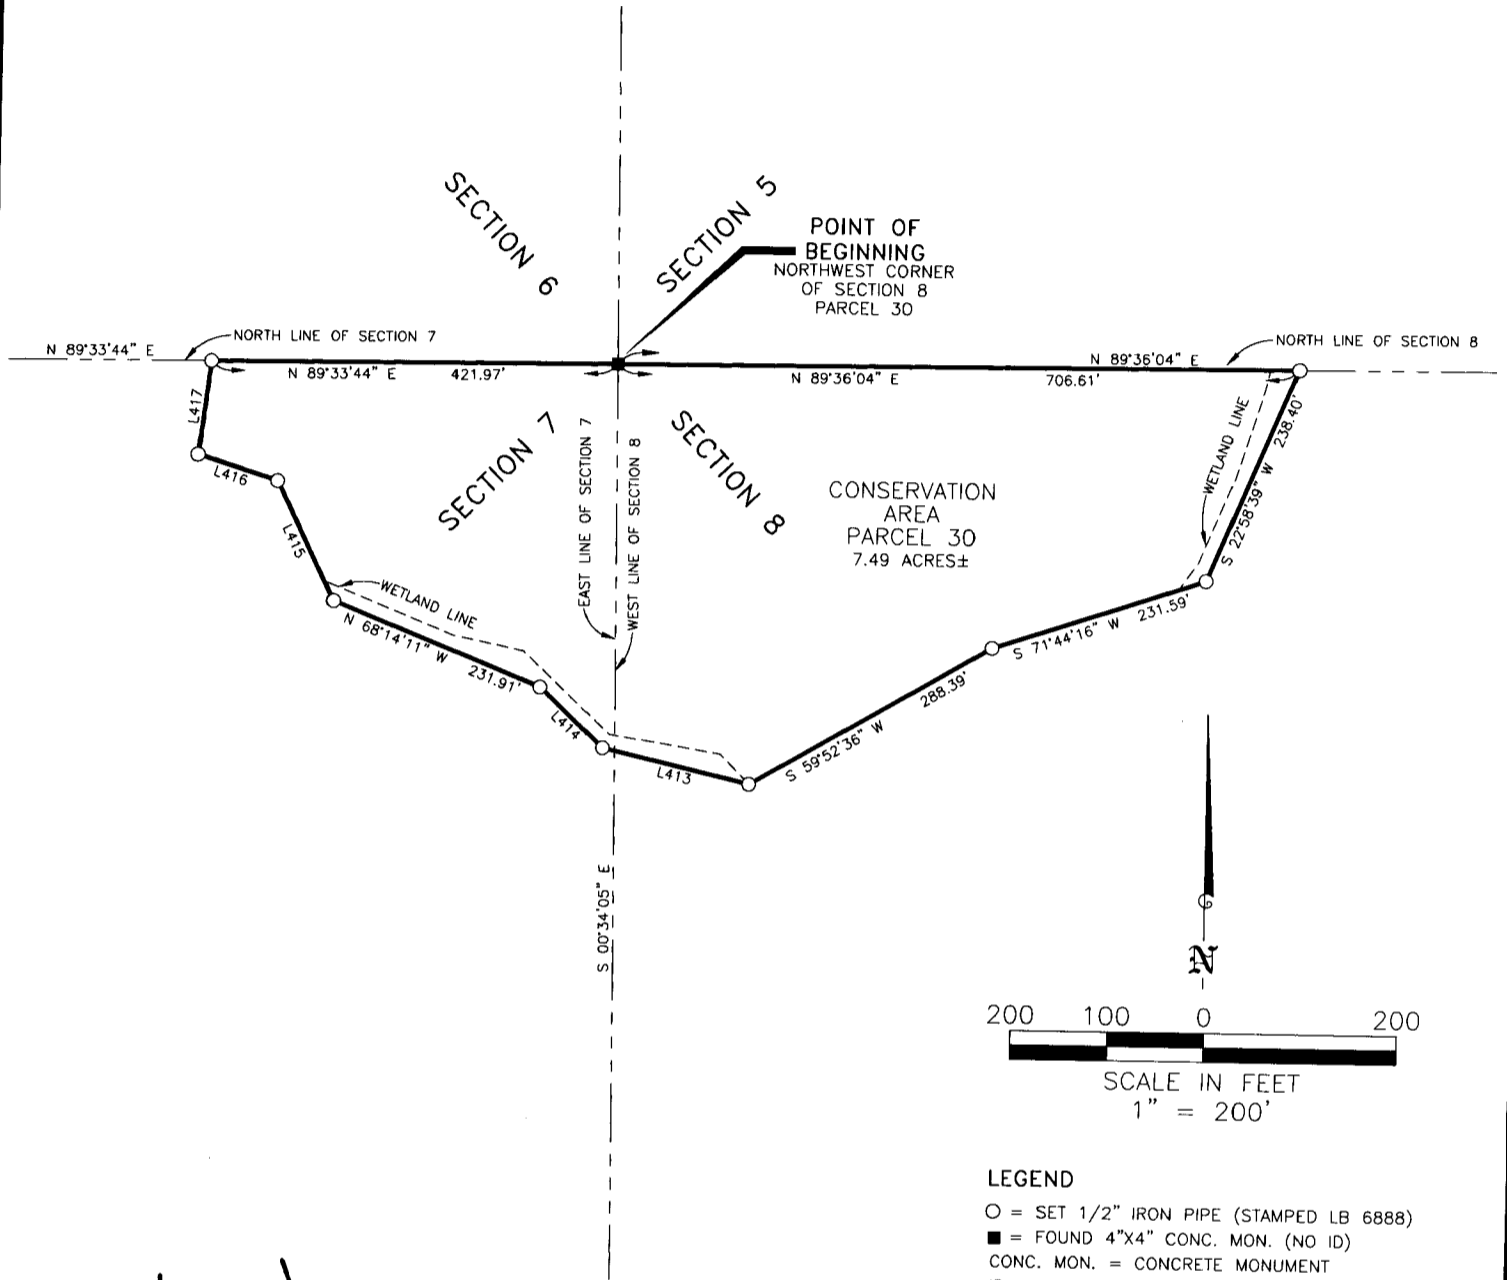 SECTION 6
SECTION 5
POINT OF
BEGINNING
NORTHWEST CORNER
OF SECTION 8
PARCEL 30
N 89°33'44" E
NORTH LINE OF SECTION 7
N 89°33'44" E 421.97'
N 89°36'04" E
NORTH LINE OF SECTION 8
N 89°36'04" E 706.61'
L417
L416
L415
SECTION 7
EAST LINE OF SECTION 7
WEST LINE OF SECTION 8
SECTION 8
CONSERVATION
AREA
PARCEL 30
7.49 ACRES±
WETLAND LINE
S 22°58'39" W 238.40'
WETLAND LINE
N 68°14'11" W 231.91'
L414
L413
S 59°52'36" W 288.39'
S 71°44'16" W 231.59'
S 00°34'05" E
N
200 100 0 200
SCALE IN FEET
1" = 200'
LEGEND
O = SET 1/2" IRON PIPE (STAMPED LB 6888)
■ = FOUND 4"X4" CONC. MON. (NO ID)
CONC. MON. = CONCRETE MONUMENT